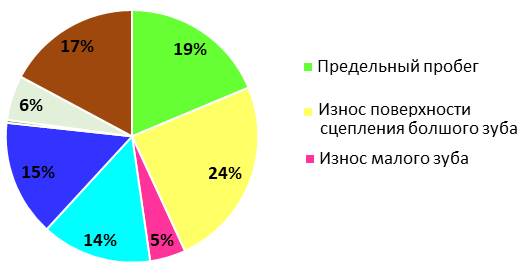 17%
19%
6%
15%
24%
14%
5%
Предельный пробег
Износ поверхности
сцепления болшого зуба
Износ малого зуба